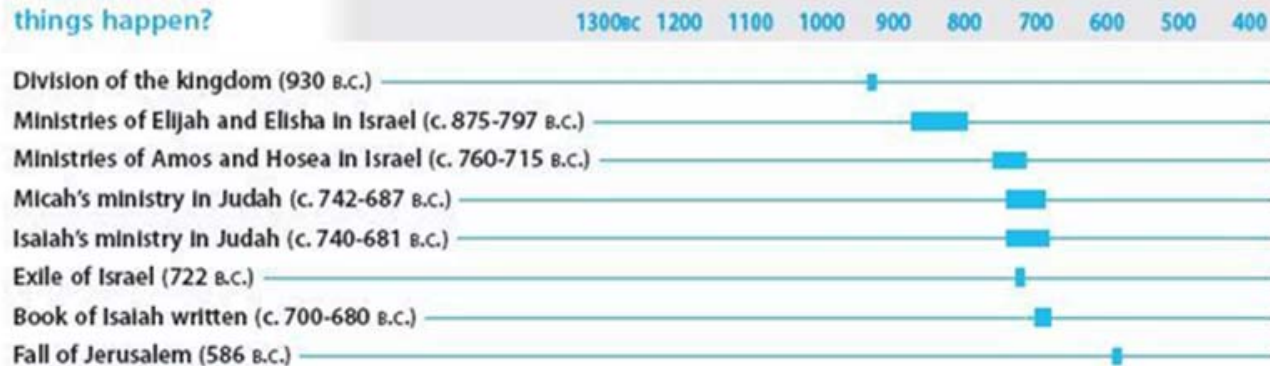 things happen? 1300BC 1200 1100 1000 900 800 700 600 500 400
Division of the kingdom (930 B.C.)
Ministries of Elijah and Elisha in Israel (c. 875-797 B.C.)
Ministries of Amos and Hosea in Israel (c. 760-715 B.C.)
Micah's ministry in Judah (c. 742-687 B.C.)
Isaiah's ministry in Judah (c. 740-681 B.C.)
Exile of Israel (722 B.C.)
Book of Isaiah written (c. 700-680 B.C.)
Fall of Jerusalem (586 B.C.)